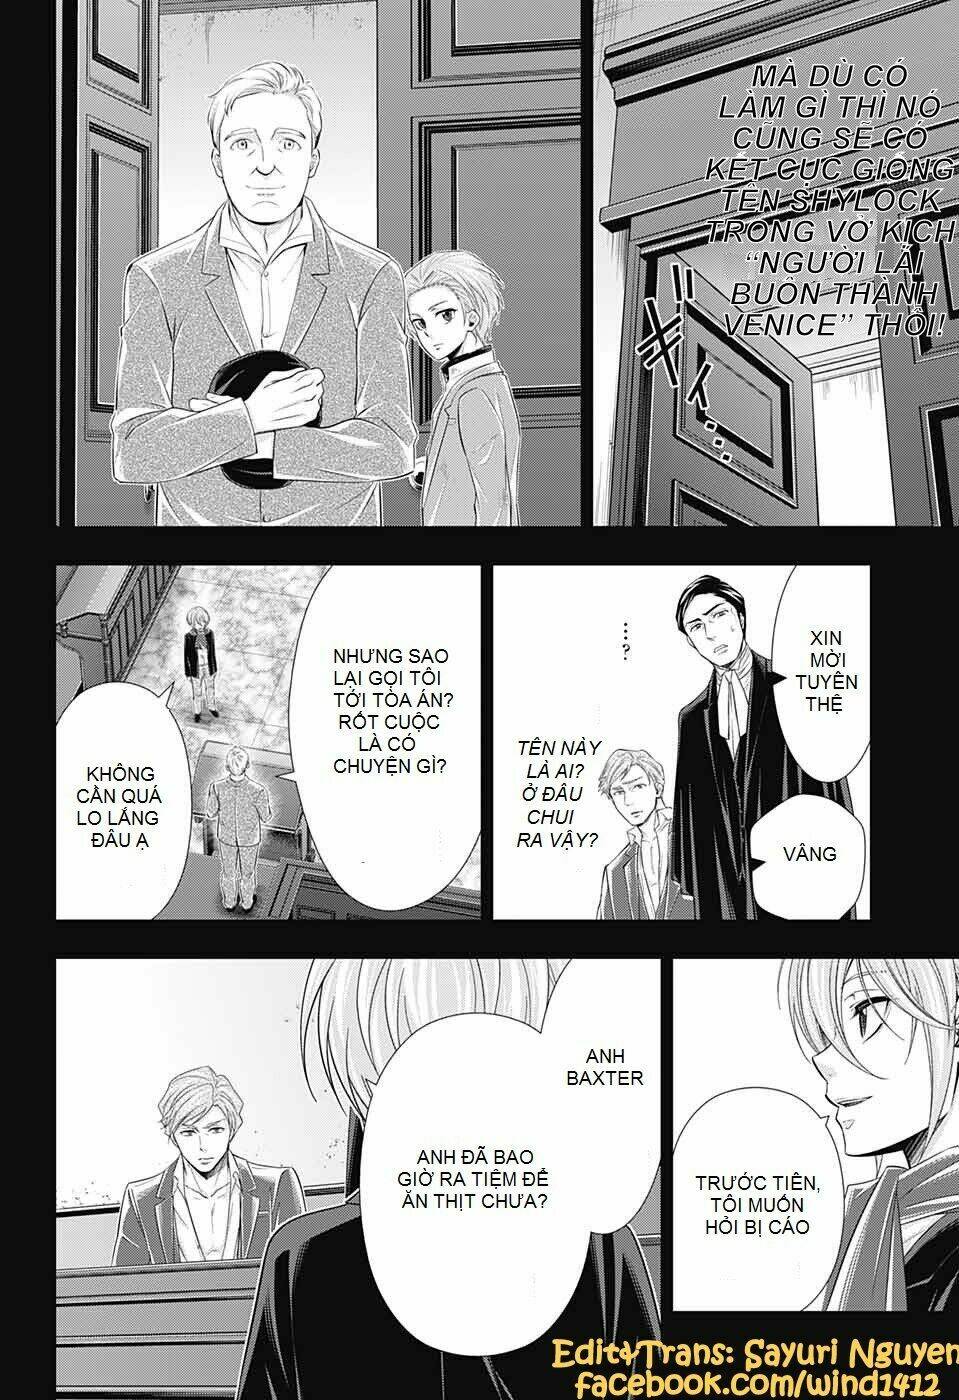 MÀ DÙ CÓ
LÀM GÌ THÌ NÓ
CŨNG SẼ CÓ
KẾT CỤC GIỐNG
TÊN SHYLOCK
TRONG VỞ KỊCH
“NGƯỜI LÁI
BUÔN THÀNH
VENICE” THÔI!
XIN
MỜI
TUYÊN
THỆ
VÂNG
...?
TÊN NÀY
LÀ AI?
Ở ĐÂU
CHUI
RA VẬY?
NHƯNG SAO
LẠI GỌI TÔI
TỚI TÒA ÁN?
RỐT CUỘC
LÀ CÓ
CHUYỆN GÌ?
KHÔNG
CẦN QUÁ
LO LẮNG
ĐÂU Ạ
TRƯỚC TIÊN,
TÔI MUỐN
HỎI BỊ CÁO
ANH
BAXTER
ANH ĐÃ BAO
GIỜ RA TIỆM ĐỂ
ĂN THỊT CHƯA?
Edit&Trans: Sayuri Nguyen
facebook.com/wind1412